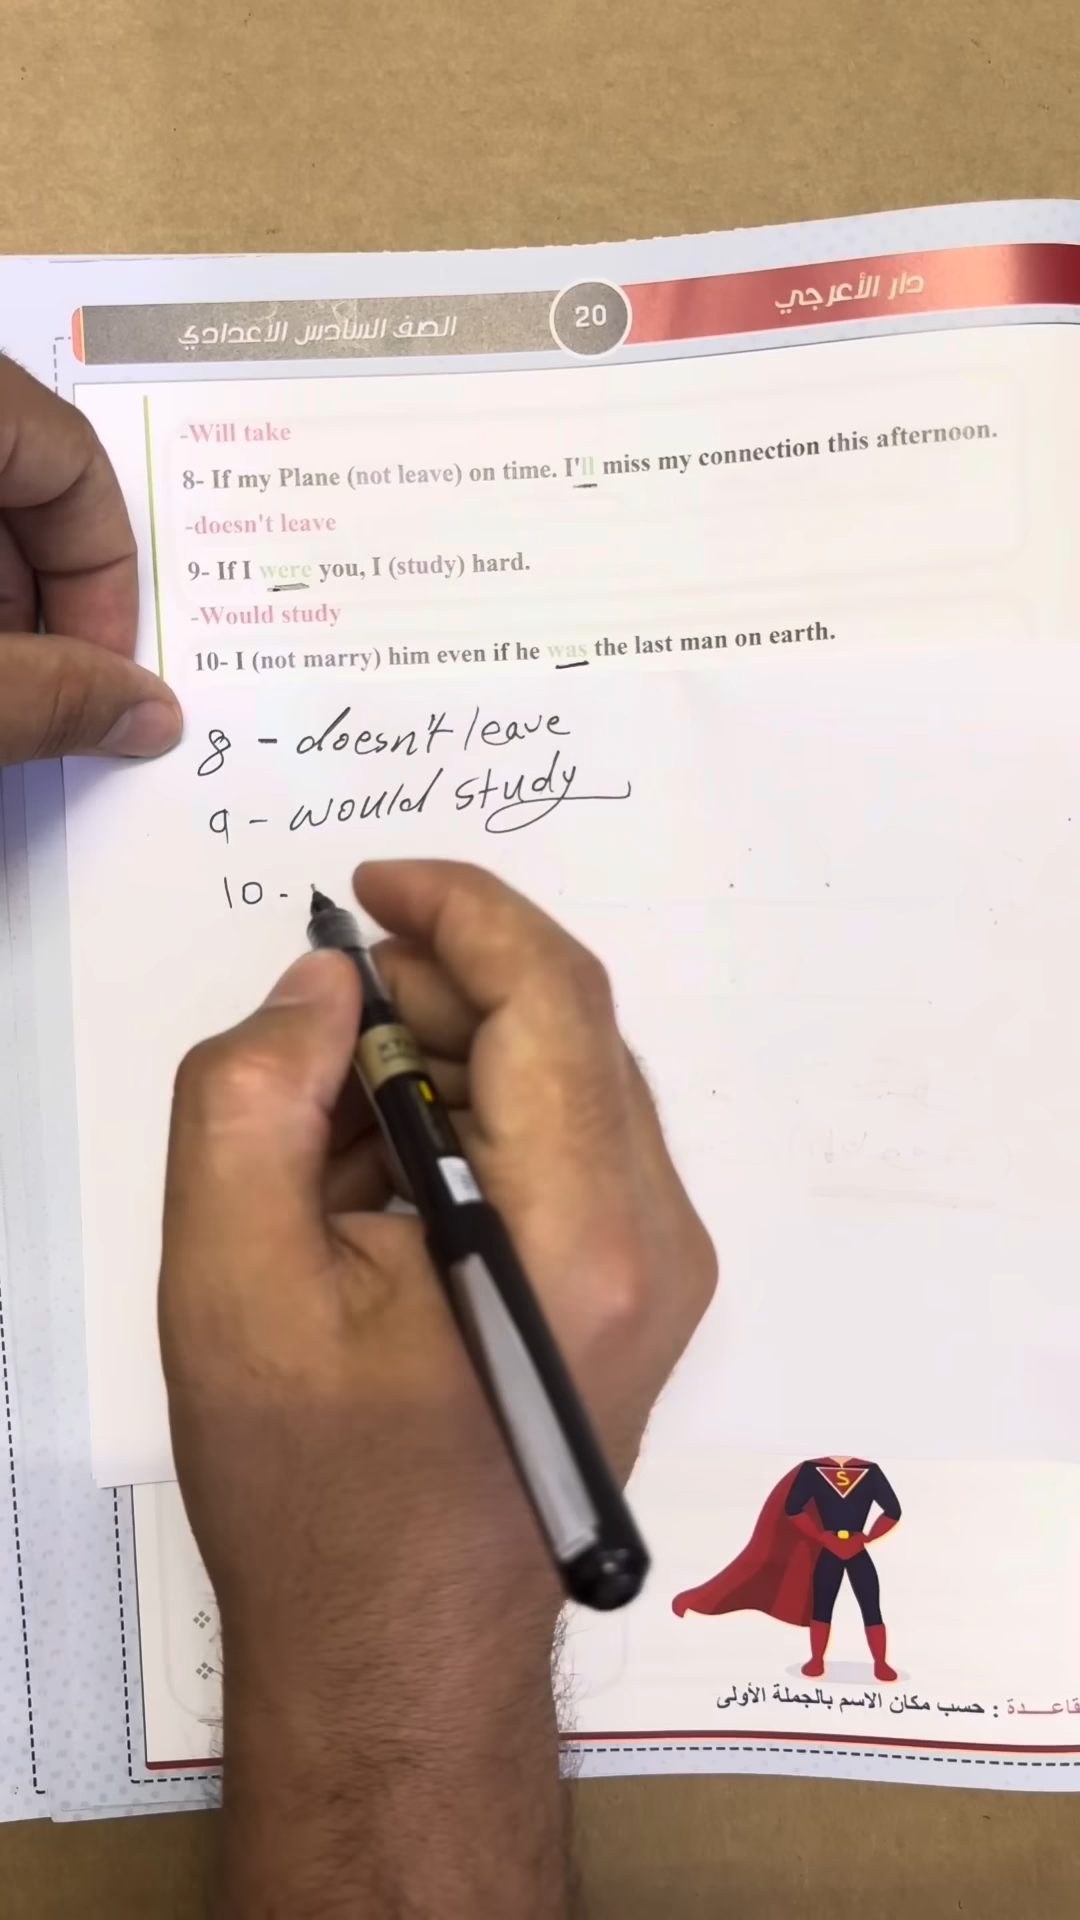 دار الأعرجي
20
الصف السادس الاعدادي
-Will take
8- If my Plane (not leave) on time. I'll miss my connection this afternoon.
-doesn't leave
9- If I were you, I (study) hard.
-Would study
10- I (not marry) him even if he was the last man on earth.
8 - doesn't leave
9 - would study
10 -
S
قاعـــدة : حسب مكان الاسم بالجملة الأولى